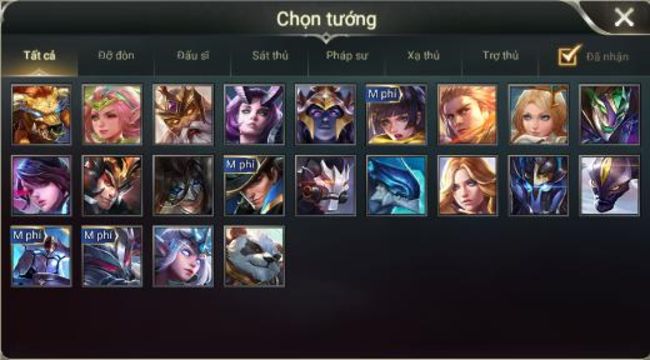 Chọn tướng
Tất cả Đỡ đòn Đấu sĩ Sát thủ Pháp sư Xạ thủ Trợ thủ Đã nhận
M phí
M phí
M phí M phí